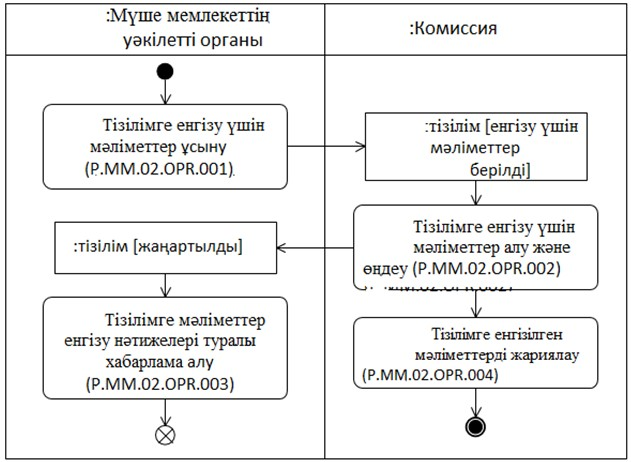 :Мүше мемлекеттің
уәкілетті органы
:Комиссия
Тізілімге енгізу үшін
мәліметтер ұсыну
(P.MM.02.OPR.001)
:тізілім [енгізу үшін
мәліметтер
берілді]
Тізілімге енгізу үшін
мәліметтер алу және
өңдеу (P.MM.02.OPR.002)
:тізілім [жаңартылды]
Тізілімге мәліметтер
енгізу нәтижелері туралы
хабарлама алу
(P.MM.02.OPR.003)
Тізілімге енгізілген
мәліметтерді жариялау
(P.MM.02.OPR.004)